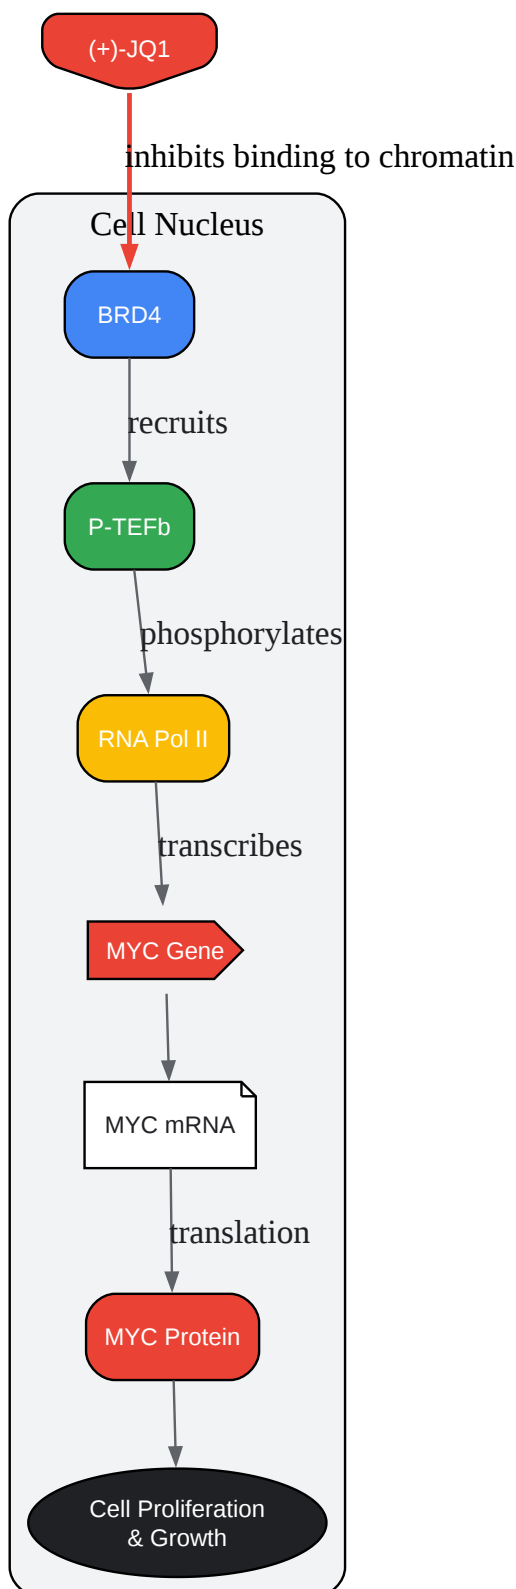 (+)-JQ1
inhibits binding to chromatin
Cell Nucleus
BRD4
recruits
P-TEFb
phosphorylates
RNA Pol II
transcribes
MYC Gene
MYC mRNA
translation
MYC Protein
Cell Proliferation
& Growth